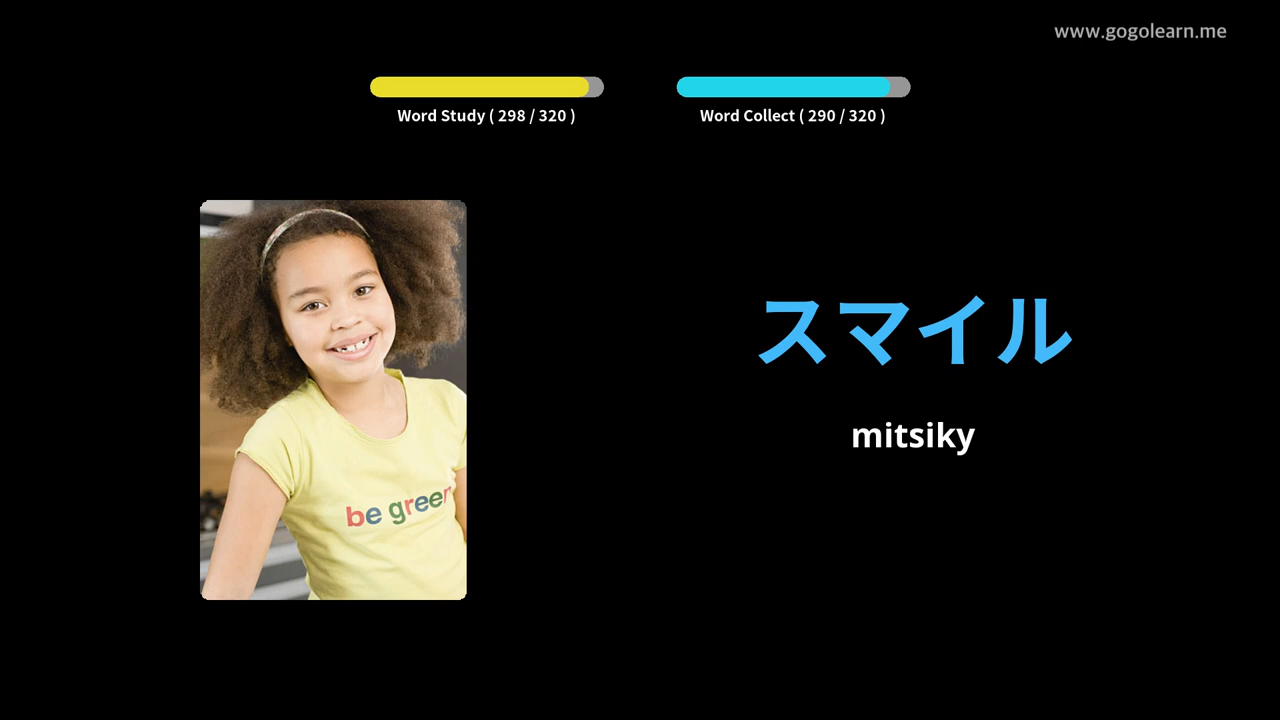 www.gogolearn.me
Word Study ( 298 / 320 )
Word Collect ( 290 / 320 )
スマイル
mitsiky
be green